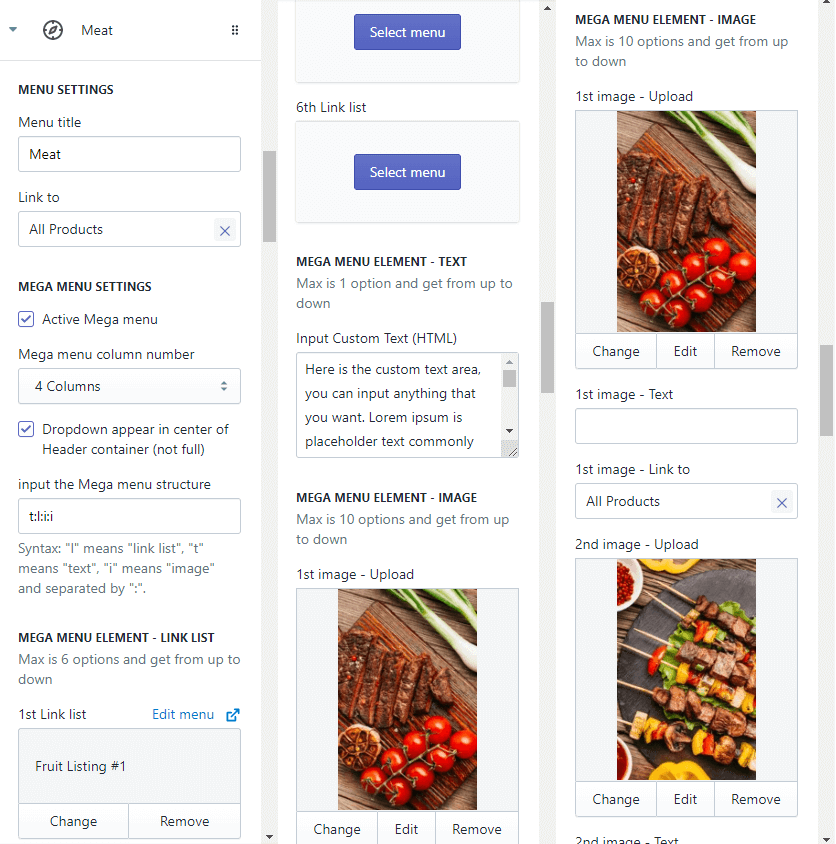 Meat
MENU SETTINGS
Menu title
Meat
Link to
All Products
MEGA MENU SETTINGS
Active Mega menu
Mega menu column number
4 Columns
Dropdown appear in center of
Header container (not full)
input the Mega menu structure
t:l:i:i
Syntax: "l" means "link list", "t"
means "text", "i" means "image"
and separated by ":".
MEGA MENU ELEMENT - LINK LIST
Max is 6 options and get from up to
down
1st Link list Edit menu
Fruit Listing #1
Change Remove
Select menu
6th Link list
Select menu
MEGA MENU ELEMENT - TEXT
Max is 1 option and get from up to
down
Input Custom Text (HTML)
Here is the custom text area,
you can input anything that
you want. Lorem ipsum is
placeholder text commonly
MEGA MENU ELEMENT - IMAGE
Max is 10 options and get from up
to down
1st image - Upload
Change Edit Remove
MEGA MENU ELEMENT - IMAGE
Max is 10 options and get from up
to down
1st image - Upload
Change Edit Remove
1st image - Text
1st image - Link to
All Products
2nd image - Upload
Change Edit Remove
2nd image - Text